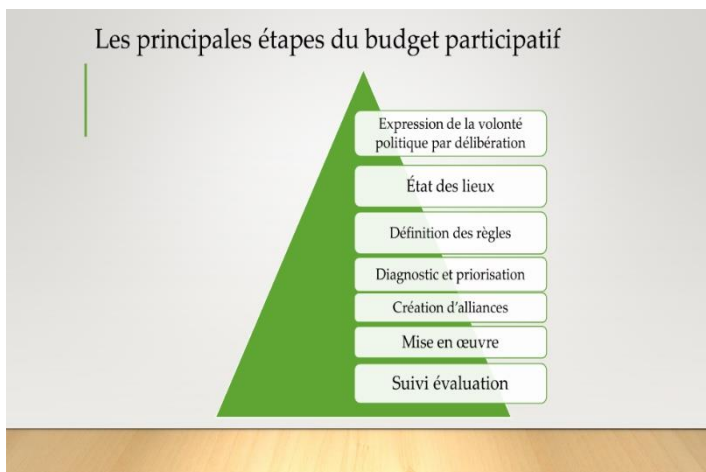 Les principales étapes du budget participatif
Expression de la volonté
politique par délibération
État des lieux
Définition des règles
Diagnostic et priorisation
Création d’alliances
Mise en œuvre
Suivi évaluation